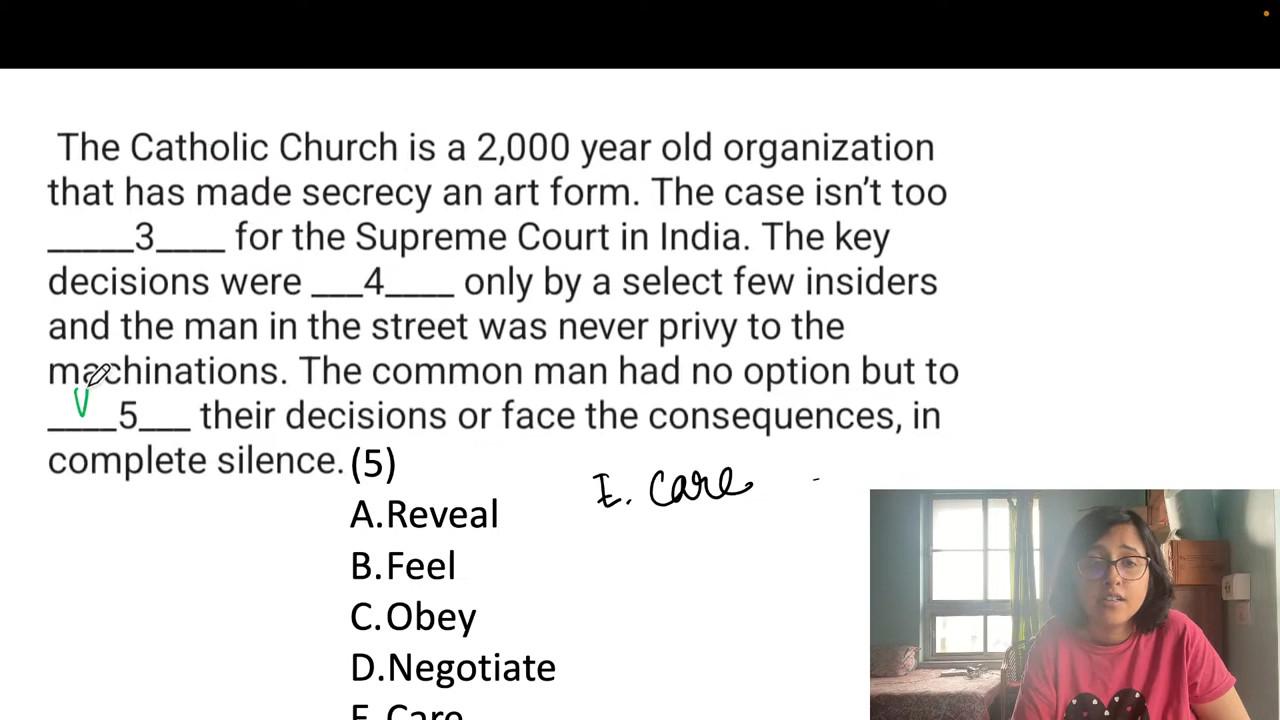 The Catholic Church is a 2,000 year old organization
that has made secrecy an art form. The case isn't too
_____3____ for the Supreme Court in India. The key
decisions were ___4____ only by a select few insiders
and the man in the street was never privy to the
machinations. The common man had no option but to
V
____5___ their decisions or face the consequences, in
complete silence. (5)
E. Care
A.Reveal
B.Feel
C.Obey
D.Negotiate
E.Care